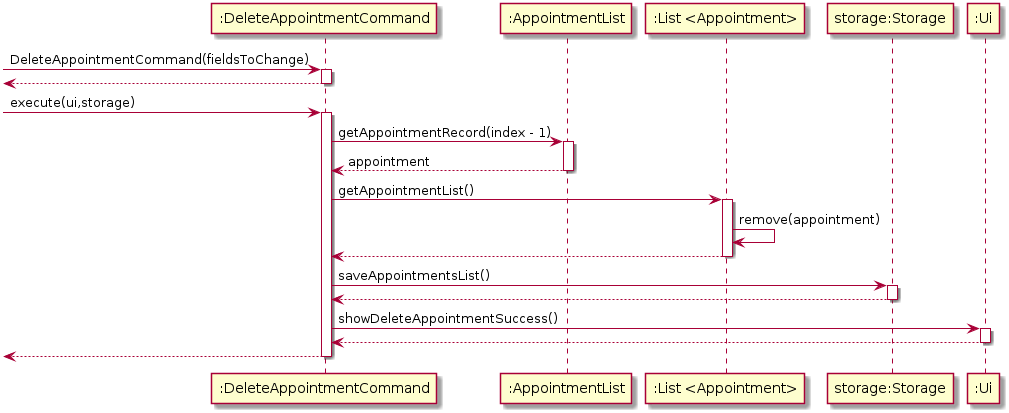 :DeleteAppointmentCommand
:AppointmentList
:List <Appointment>
storage:Storage
:Ui
DeleteAppointmentCommand(fieldsToChange)
execute(ui,storage)
getAppointmentRecord(index - 1)
appointment
getAppointmentList()
remove(appointment)
saveAppointmentsList()
showDeleteAppointmentSuccess()
:DeleteAppointmentCommand
:AppointmentList
:List <Appointment>
storage:Storage
:Ui